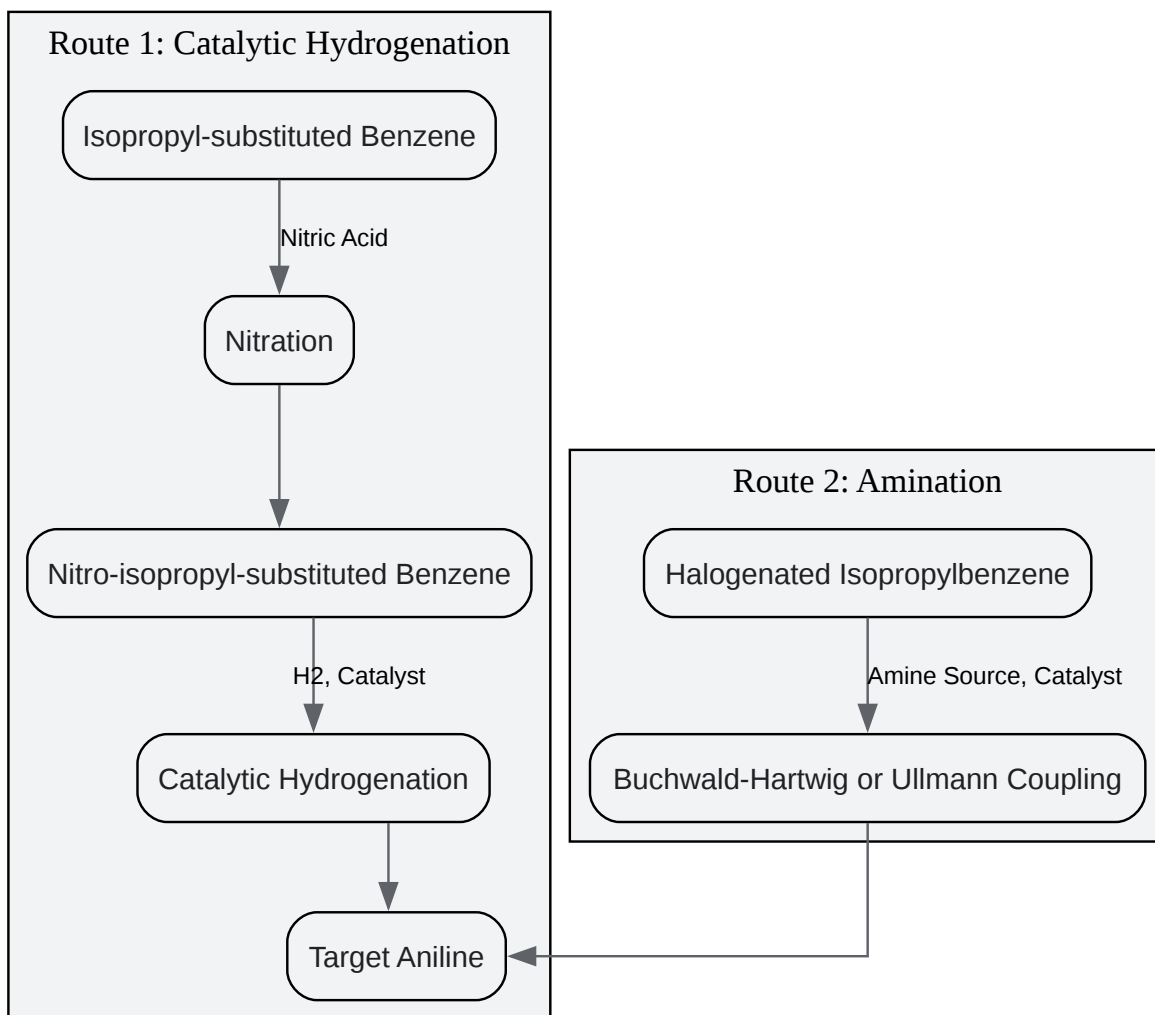 Route 1: Catalytic Hydrogenation
Isopropyl-substituted Benzene
Nitric Acid
Nitration
Nitro-isopropyl-substituted Benzene
H2, Catalyst
Catalytic Hydrogenation
Target Aniline
Route 2: Amination
Halogenated Isopropylbenzene
Amine Source, Catalyst
Buchwald-Hartwig or Ullmann Coupling